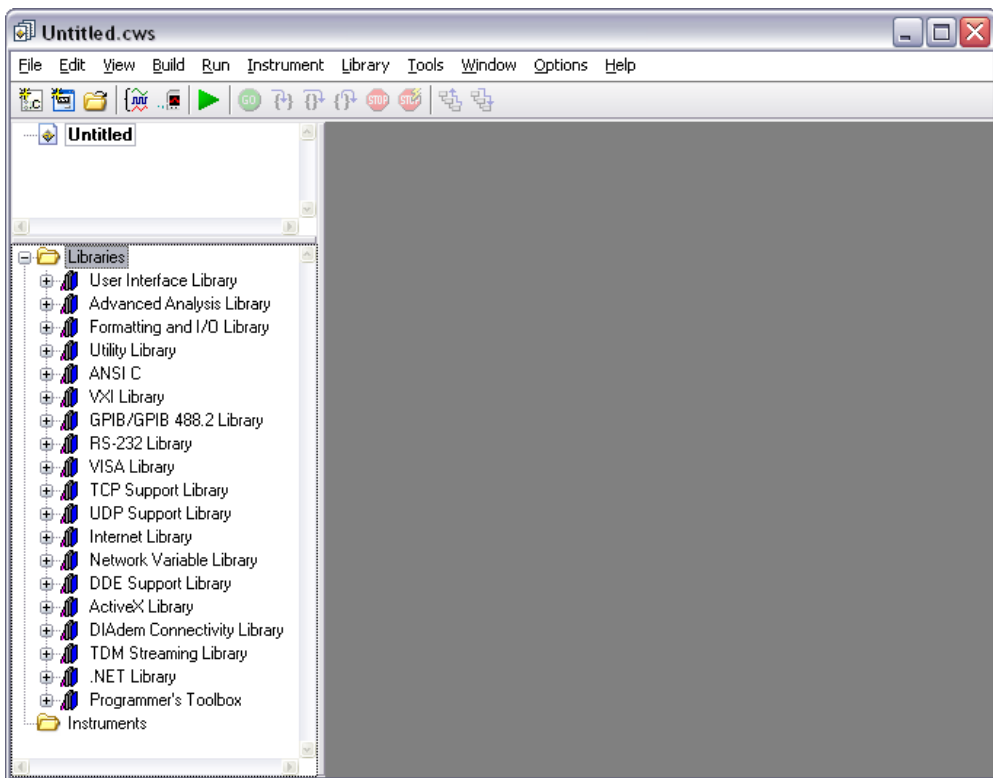 Untitled.cws
File Edit View Build Run Instrument Library Tools Window Options Help
.c GO STOP STOP
Untitled
Libraries
User Interface Library
Advanced Analysis Library
Formatting and I/O Library
Utility Library
ANSI C
VXI Library
GPIB/GPIB 488.2 Library
RS-232 Library
VISA Library
TCP Support Library
UDP Support Library
Internet Library
Network Variable Library
DDE Support Library
ActiveX Library
DIAdem Connectivity Library
TDM Streaming Library
.NET Library
Programmer's Toolbox
Instruments